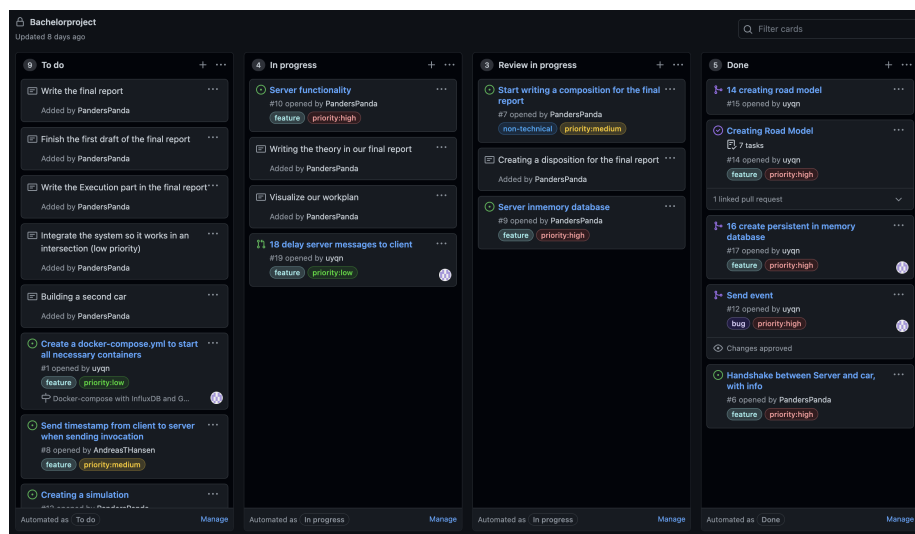 Bachelorproject
Updated 8 days ago
Filter cards
9 To do
Write the final report
Added by PandersPanda
Finish the first draft of the final report
Added by PandersPanda
Write the Execution part in the final report
Added by PandersPanda
Integrate the system so it works in an
intersection (low priority)
Added by PandersPanda
Building a second car
Added by PandersPanda
Create a docker-compose.yml to start
all necessary containers
#1 opened by uyqn
feature priority:low
Docker-compose with InfluxDB and G...
Send timestamp from client to server
when sending invocation
#8 opened by AndreasTHansen
feature priority:medium
Creating a simulation
opened by PandersPanda
Automated as To do Manage
4 In progress
Server functionality
#10 opened by PandersPanda
feature priority:high
Writing the theory in our final report
Added by PandersPanda
Visualize our workplan
Added by PandersPanda
18 delay server messages to client
#19 opened by uyqn
feature priority:low
Automated as In progress Manage
3 Review in progress
Start writing a composition for the final
report
#7 opened by PandersPanda
non-technical priority:medium
Creating a disposition for the final report
Added by PandersPanda
Server inmemory database
#9 opened by PandersPanda
feature priority:high
Automated as In progress Manage
5 Done
14 creating road model
#15 opened by uyqn
Creating Road Model
7 tasks
#14 opened by uyqn
feature priority:high
1 linked pull request
16 create persistent in memory
database
#17 opened by uyqn
feature priority:high
Send event
#12 opened by uyqn
bug priority:high
Changes approved
Handshake between Server and car,
with info
#6 opened by PandersPanda
feature priority:high
Automated as Done Manage